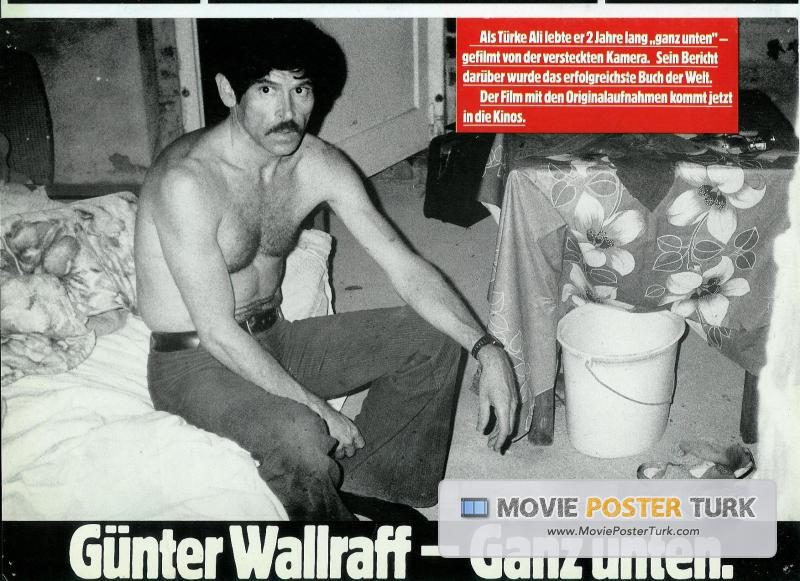 Als Türke Ali lebte er 2 Jahre lang „ganz unten" –
gefilmt von der versteckten Kamera. Sein Bericht
darüber wurde das erfolgreichste Buch der Welt.
Der Film mit den Originalaufnahmen kommt jetzt
in die Kinos.
MOVIE POSTER TURK
www.MoviePosterTurk.com
Günter Wallraff – Ganz unten.